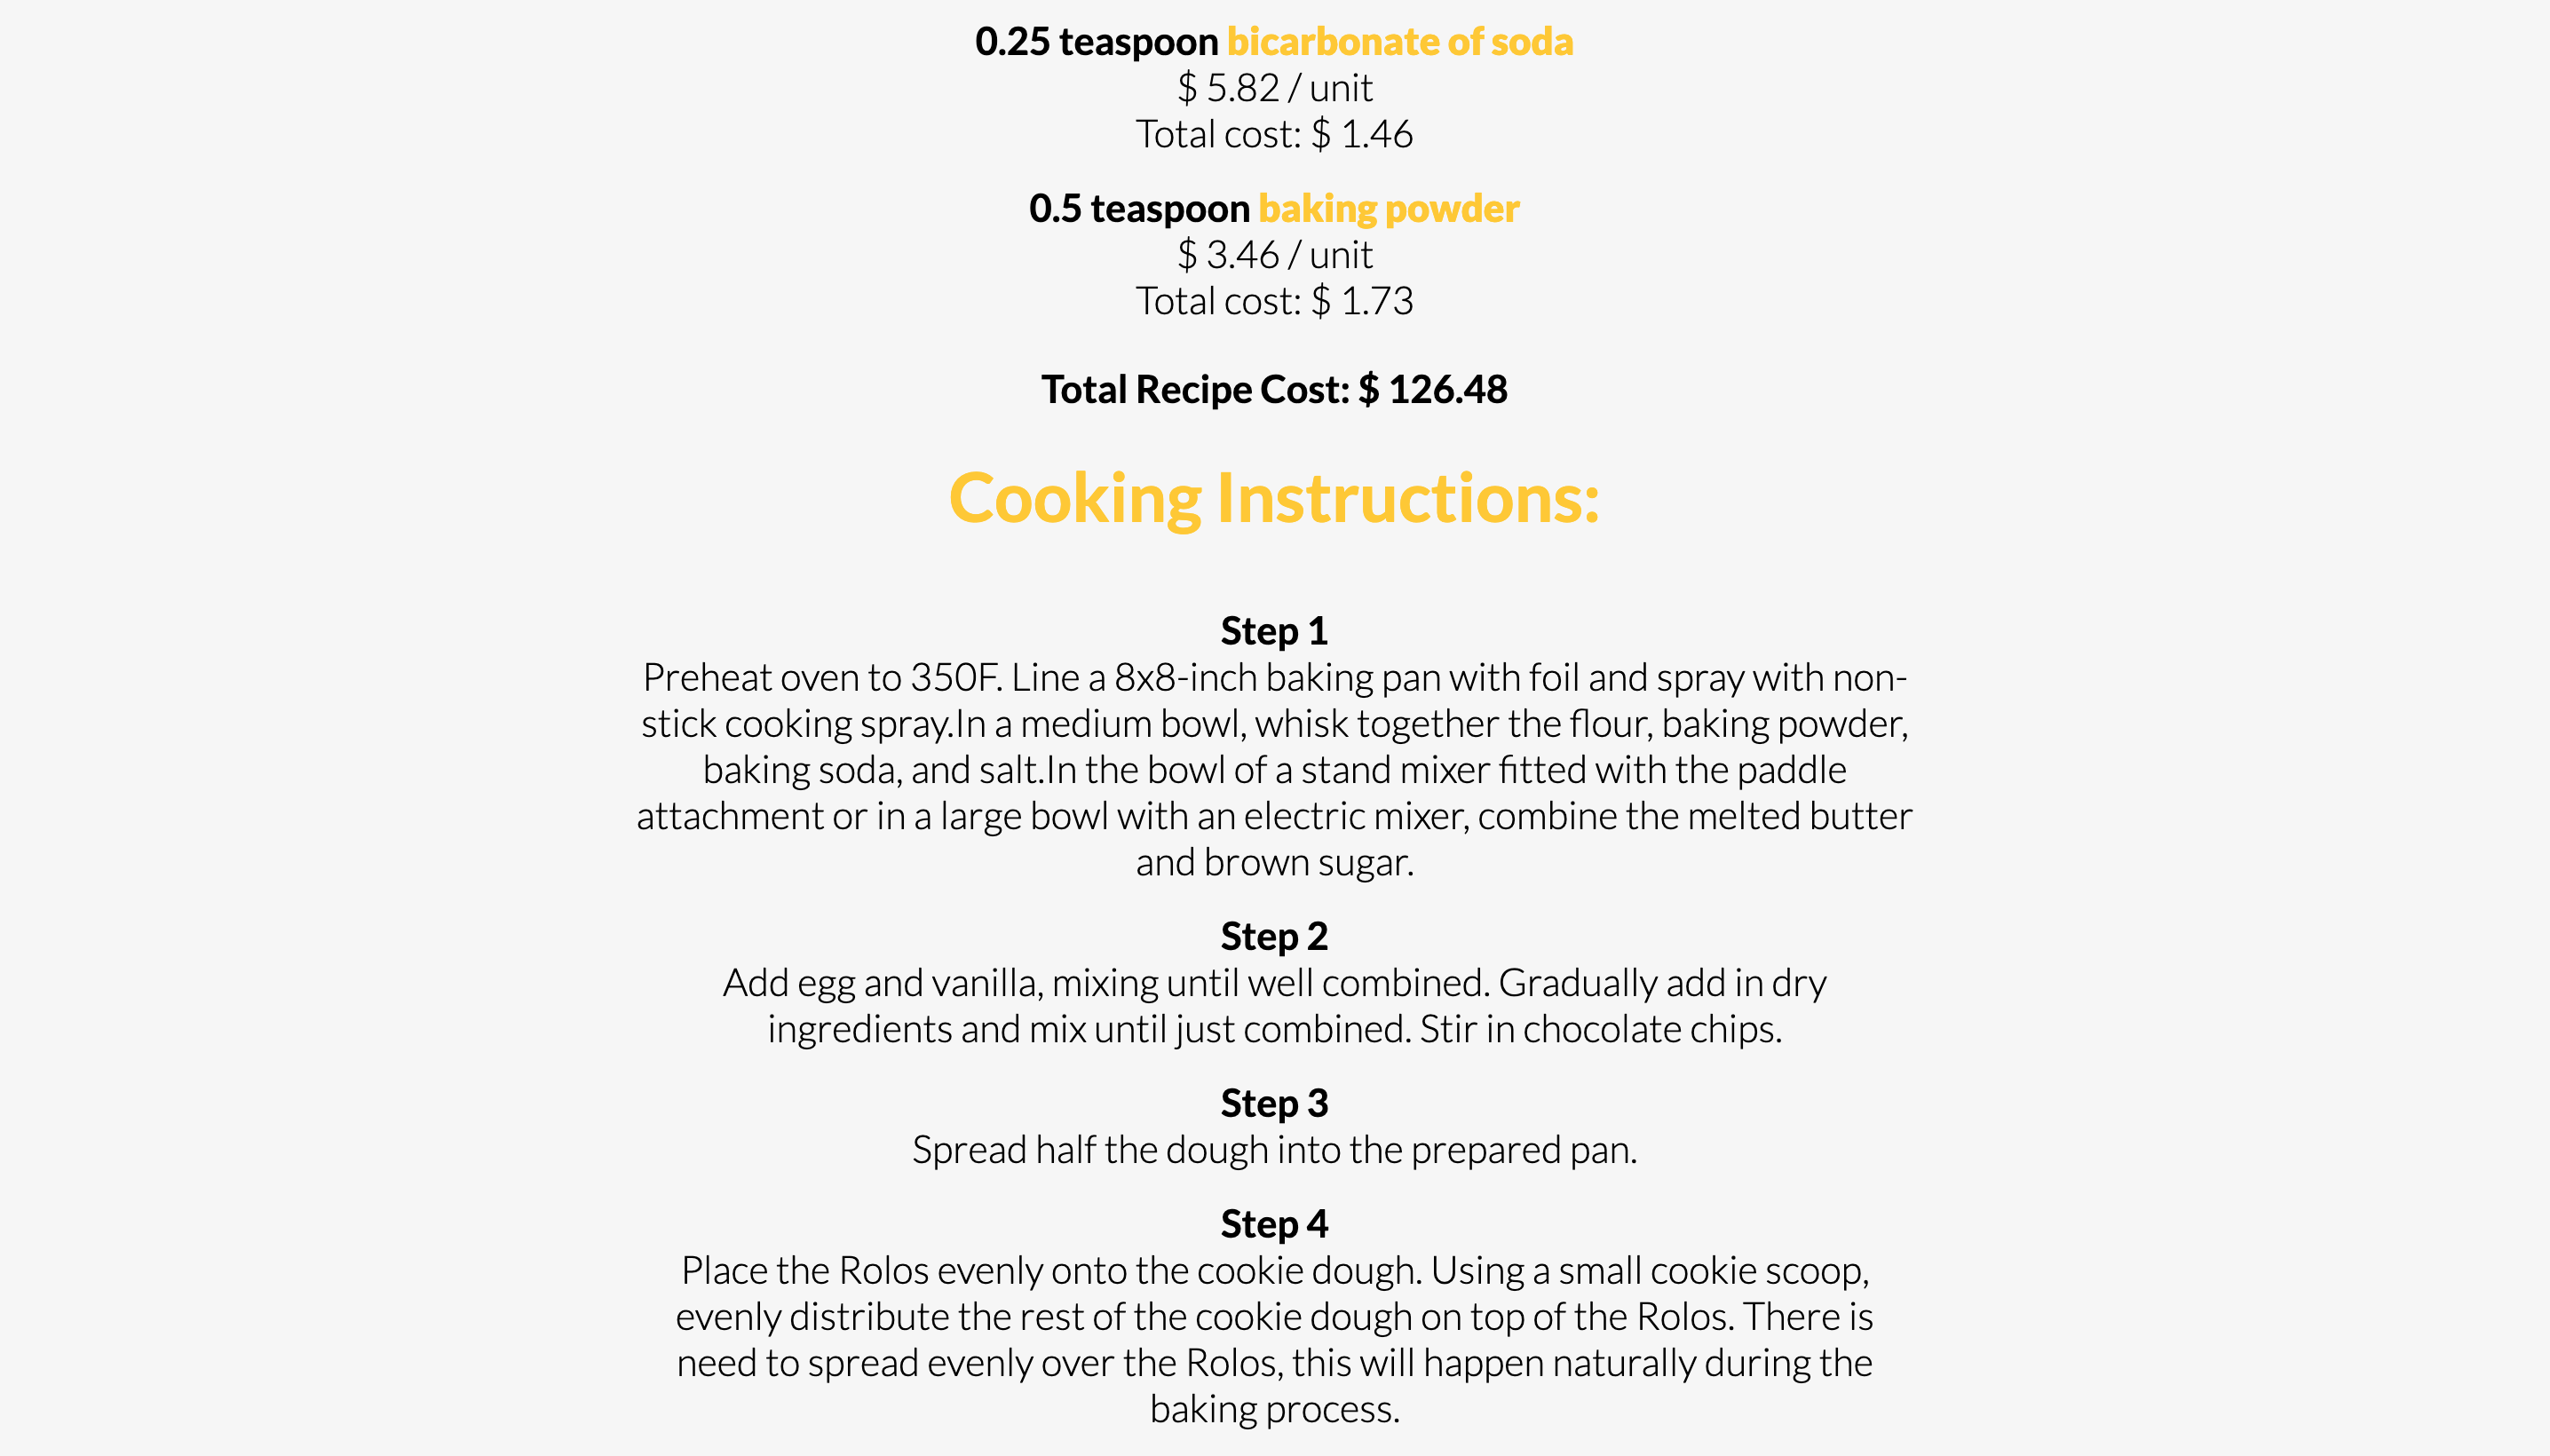 0.25 teaspoon bicarbonate of soda
$ 5.82 / unit
Total cost: $ 1.46
0.5 teaspoon baking powder
$ 3.46 / unit
Total cost: $ 1.73
Total Recipe Cost: $ 126.48
Cooking Instructions:
Step 1
Preheat oven to 350F. Line a 8x8-inch baking pan with foil and spray with non-
stick cooking spray.In a medium bowl, whisk together the flour, baking powder,
baking soda, and salt.In the bowl of a stand mixer fitted with the paddle
attachment or in a large bowl with an electric mixer, combine the melted butter
and brown sugar.
Step 2
Add egg and vanilla, mixing until well combined. Gradually add in dry
ingredients and mix until just combined. Stir in chocolate chips.
Step 3
Spread half the dough into the prepared pan.
Step 4
Place the Rolos evenly onto the cookie dough. Using a small cookie scoop,
evenly distribute the rest of the cookie dough on top of the Rolos. There is
need to spread evenly over the Rolos, this will happen naturally during the
baking process.